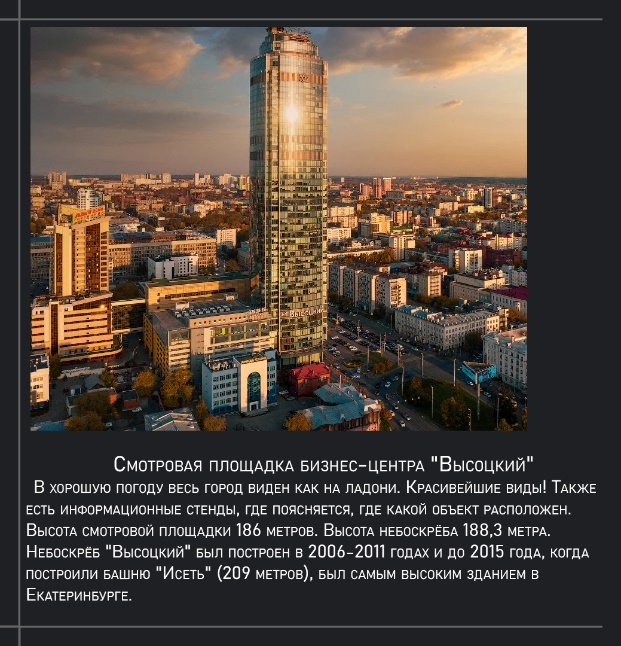 Высоцкий
Смотровая площадка бизнес-центра "Высоцкий"
В хорошую погоду весь город виден как на ладони. Красивейшие виды! Также
есть информационные стенды, где поясняется, где какой объект расположен.
Высота смотровой площадки 186 метров. Высота небоскрёба 188,3 метра.
Небоскрёб "Высоцкий" был построен в 2006-2011 годах и до 2015 года, когда
построили башню "Исеть" (209 метров), был самым высоким зданием в
Екатеринбурге.